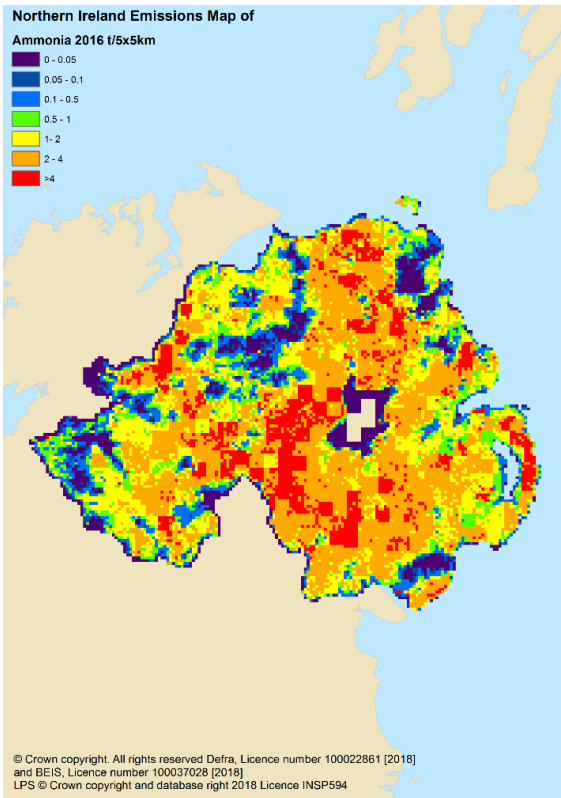 Northern Ireland Emissions Map of
Ammonia 2016 t/5x5km
0 - 0.05
0.05 - 0.1
0.1 - 0.5
0.5 - 1
1- 2
2 - 4
>4
© Crown copyright. All rights reserved Defra, Licence number 100022861 [2018]
and BEIS, Licence number 100037028 [2018]
LPS © Crown copyright and database right 2018 Licence INSP594